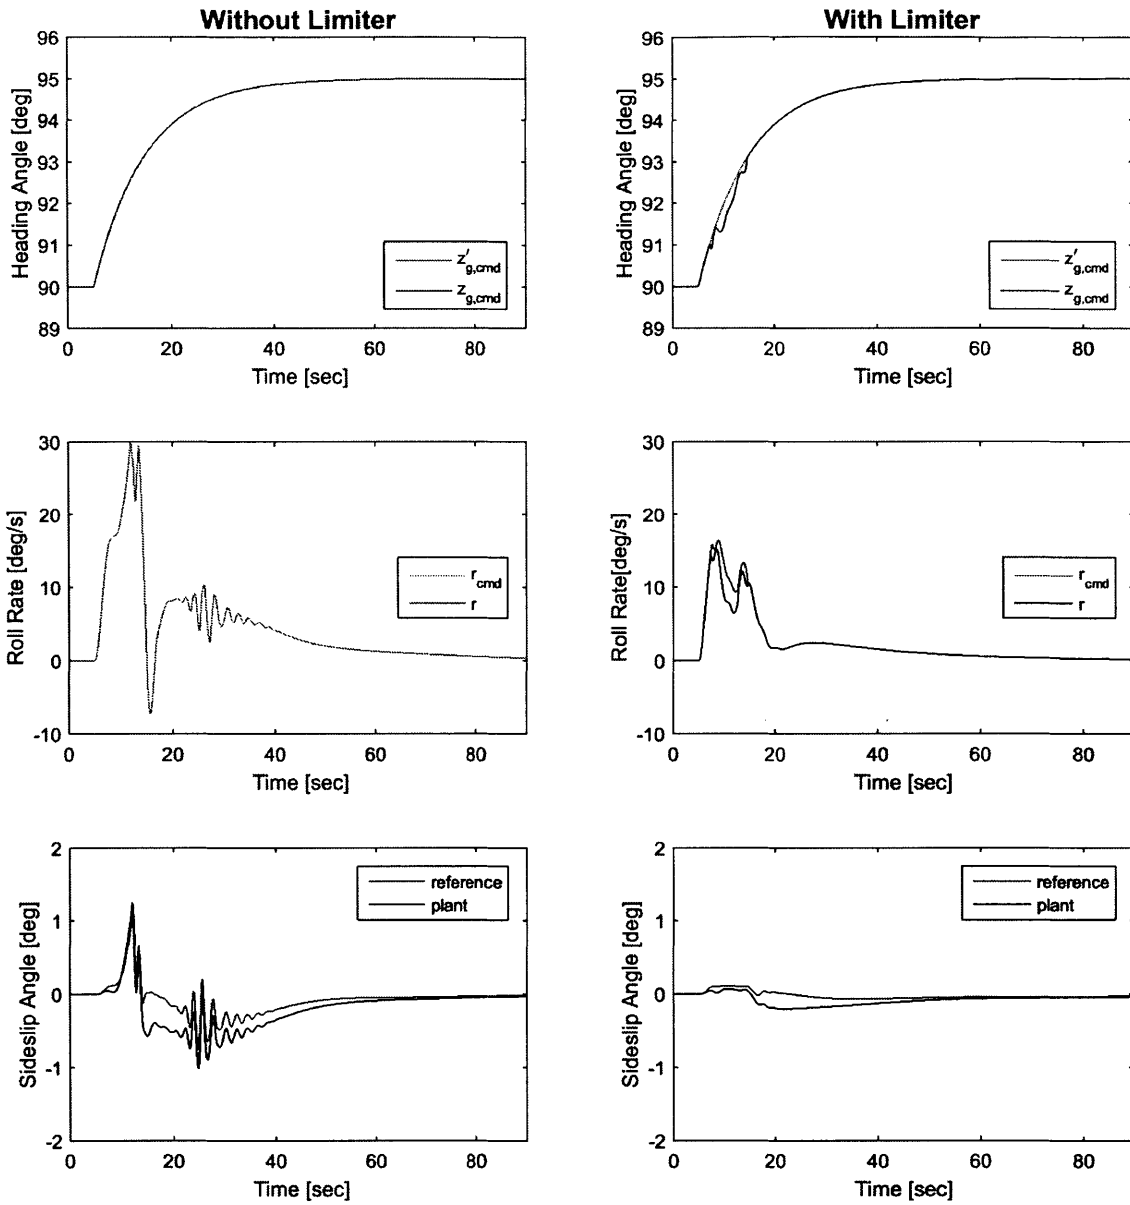 Without Limiter
96
95
94
93
92
91
90
89
Heading Angle [deg]
z′g,cmd
zg,cmd
0 20 40 60 80
Time [sec]
With Limiter
96
95
94
93
92
91
90
89
Heading Angle [deg]
z′g,cmd
zg,cmd
0 20 40 60 80
Time [sec]
30
20
10
0
-10
Roll Rate [deg/s]
rcmd
r
0 20 40 60 80
Time [sec]
30
20
10
0
-10
Roll Rate[deg/s]
rcmd
r
0 20 40 60 80
Time [sec]
2
1
0
-1
-2
Sideslip Angle [deg]
reference
plant
0 20 40 60 80
Time [sec]
2
1
0
-1
-2
Sideslip Angle [deg]
reference
plant
0 20 40 60 80
Time [sec]